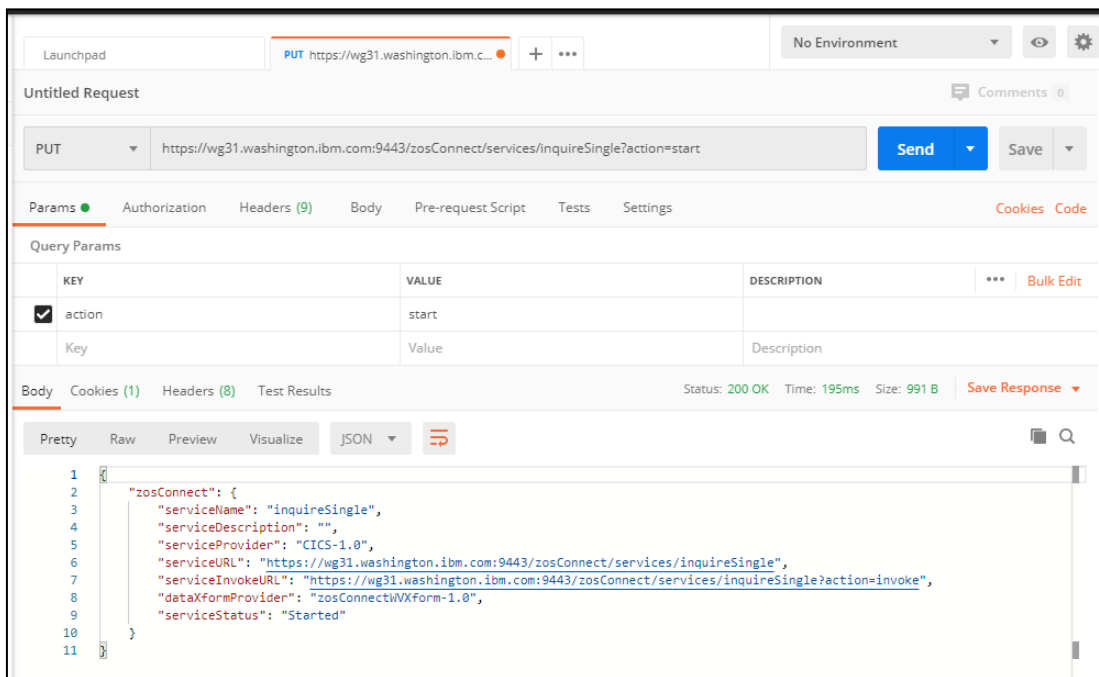 Launchpad PUT https://wg31.washington.ibm.c... + ••• No Environment
Untitled Request Comments 0
PUT https://wg31.washington.ibm.com:9443/zosConnect/services/inquireSingle?action=start Send Save
Params Authorization Headers (9) Body Pre-request Script Tests Settings Cookies Code
Query Params
KEY VALUE DESCRIPTION ••• Bulk Edit
action start
Key Value Description
Body Cookies (1) Headers (8) Test Results Status: 200 OK Time: 195ms Size: 991 B Save Response
Pretty Raw Preview Visualize JSON
1 {
2 "zosConnect": {
3 "serviceName": "inquireSingle",
4 "serviceDescription": "",
5 "serviceProvider": "CICS-1.0",
6 "serviceURL": "https://wg31.washington.ibm.com:9443/zosConnect/services/inquireSingle",
7 "serviceInvokeURL": "https://wg31.washington.ibm.com:9443/zosConnect/services/inquireSingle?action=invoke",
8 "dataXformProvider": "zosConnectWVXform-1.0",
9 "serviceStatus": "Started"
10 }
11 }